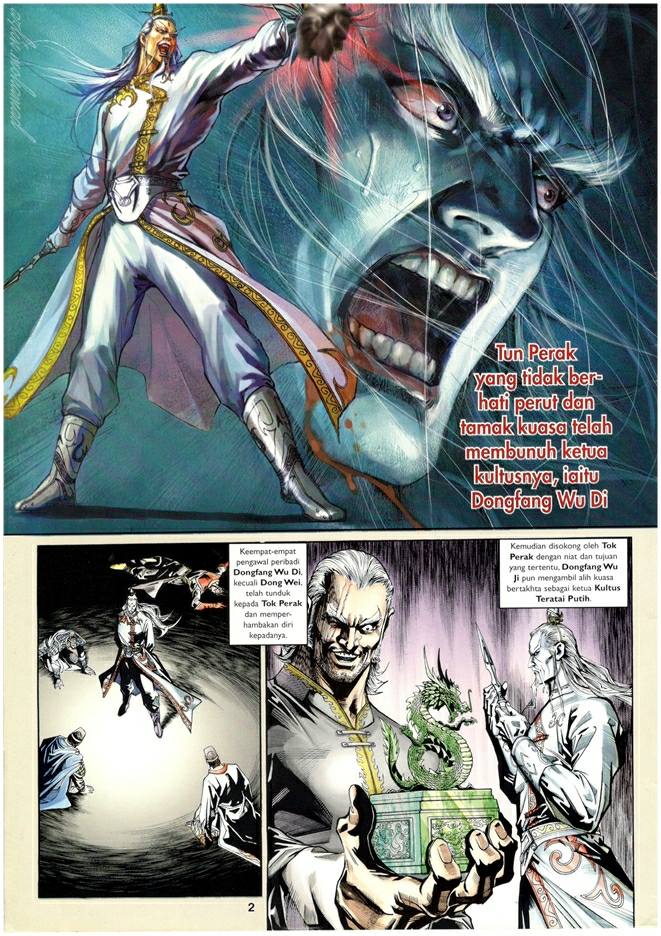 Tun Perak
yang tidak ber-
hati perut dan
tamak kuasa telah
membunuh ketua
kultusnya, iaitu
Dongfang Wu Di
Keempat-empat
pengawal peribadi
Dongfang Wu Di,
kecuali Dong Wei,
telah tunduk
kepada Tok Perak
dan memper-
hambakan diri
kepadanya.
Kemudian disokong oleh Tok
Perak dengan niat dan tujuan
yang tertentu, Dongfang Wu
Ji pun mengambil alih kuasa
bertakhta sebagai ketua Kultus
Teratai Putih.
2